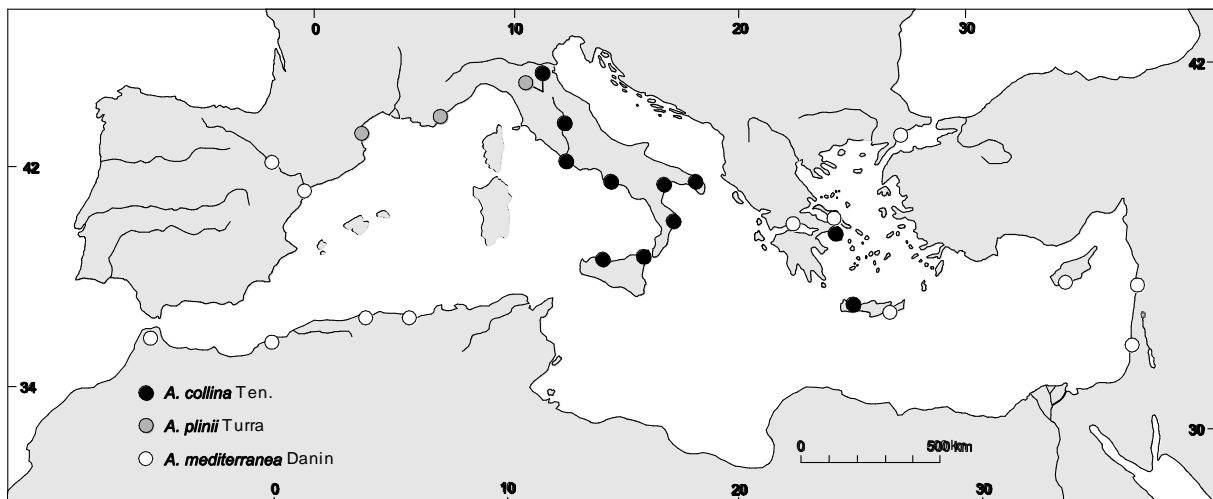 0 10 20 30
42
42
34
A. collina Ten.
A. plinii Turra
30
0 500 km
A. mediterranea Danin
0 10 20 30